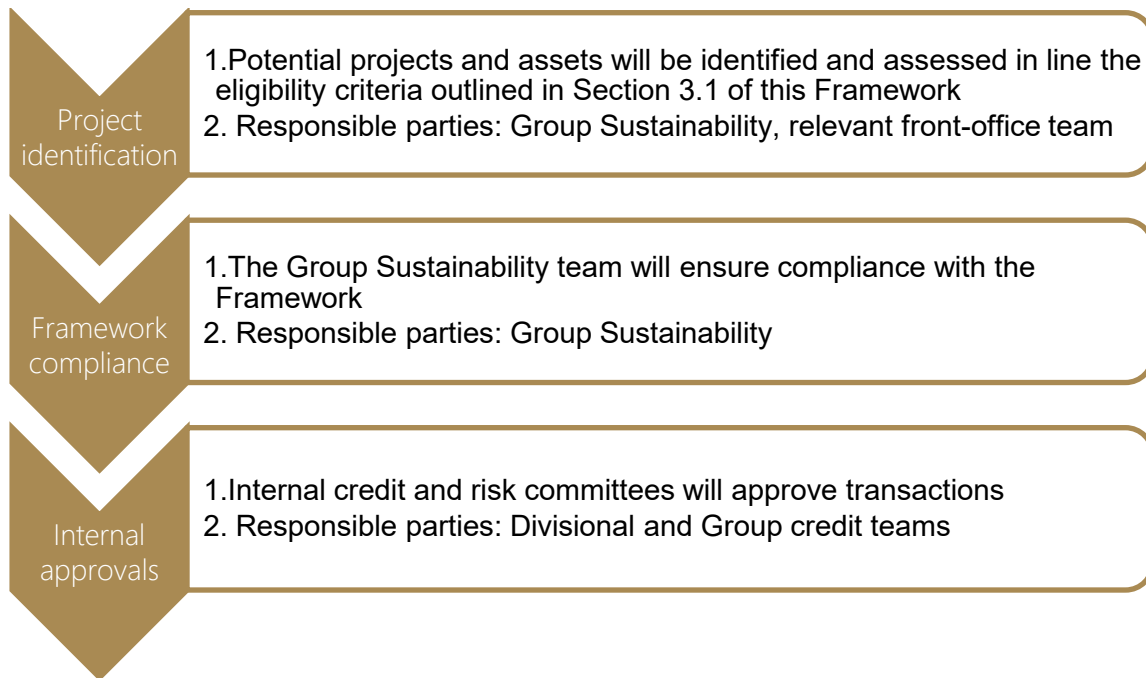 Project
identification
1.Potential projects and assets will be identified and assessed in line the
eligibility criteria outlined in Section 3.1 of this Framework
2. Responsible parties: Group Sustainability, relevant front-office team
Framework
compliance
1.The Group Sustainability team will ensure compliance with the
Framework
2. Responsible parties: Group Sustainability
Internal
approvals
1.Internal credit and risk committees will approve transactions
2. Responsible parties: Divisional and Group credit teams